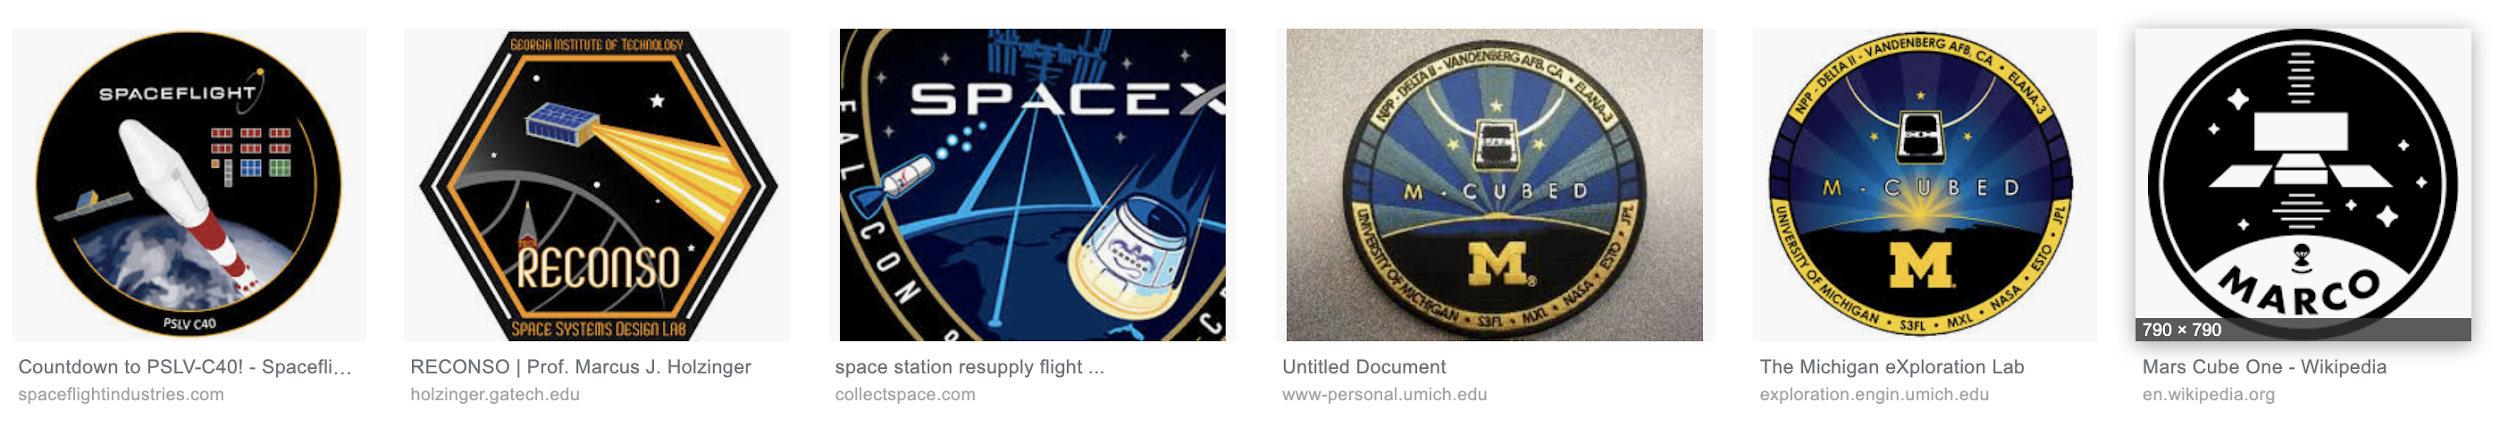 SPACEFLIGHT
PSLV C40
GEORGIA INSTITUTE OF TECHNOLOGY
RECONSO
SPACE SYSTEMS DESIGN LAB
SPACEX
FALCON
NPP - DELTA II - VANDENBERG AFB, CA • ELANA-3
M - CUBED
M
UNIVERSITY OF MICHIGAN • S3FL • MXL • NASA • ESTO • JPL
NPP - DELTA II - VANDENBERG AFB, CA • ELANA-3
M - CUBED
M
UNIVERSITY OF MICHIGAN • S3FL • MXL • NASA • ESTO • JPL
MARCO
790 × 790
Countdown to PSLV-C40! - Spacefli...
spaceflightindustries.com
RECONSO | Prof. Marcus J. Holzinger
holzinger.gatech.edu
space station resupply flight ...
collectspace.com
Untitled Document
www-personal.umich.edu
The Michigan eXploration Lab
exploration.engin.umich.edu
Mars Cube One - Wikipedia
en.wikipedia.org